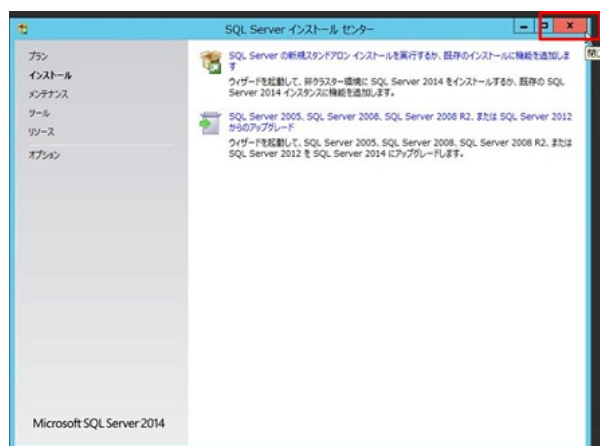 SQL Server インストール センター
プラン
インストール
メンテナンス
ツール
リソース
オプション
SQL Server の新規スタンドアロン インストールを実行するか、既存のインストールに機能を追加しま
す
ウィザードを起動して、非クラスター環境に SQL Server 2014 をインストールするか、既存の SQL
Server 2014 インスタンスに機能を追加します。
SQL Server 2005、SQL Server 2008、SQL Server 2008 R2、または SQL Server 2012
からのアップグレード
ウィザードを起動して、SQL Server 2005、SQL Server 2008、SQL Server 2008 R2、または
SQL Server 2012 を SQL Server 2014 にアップグレードします。
Microsoft SQL Server 2014